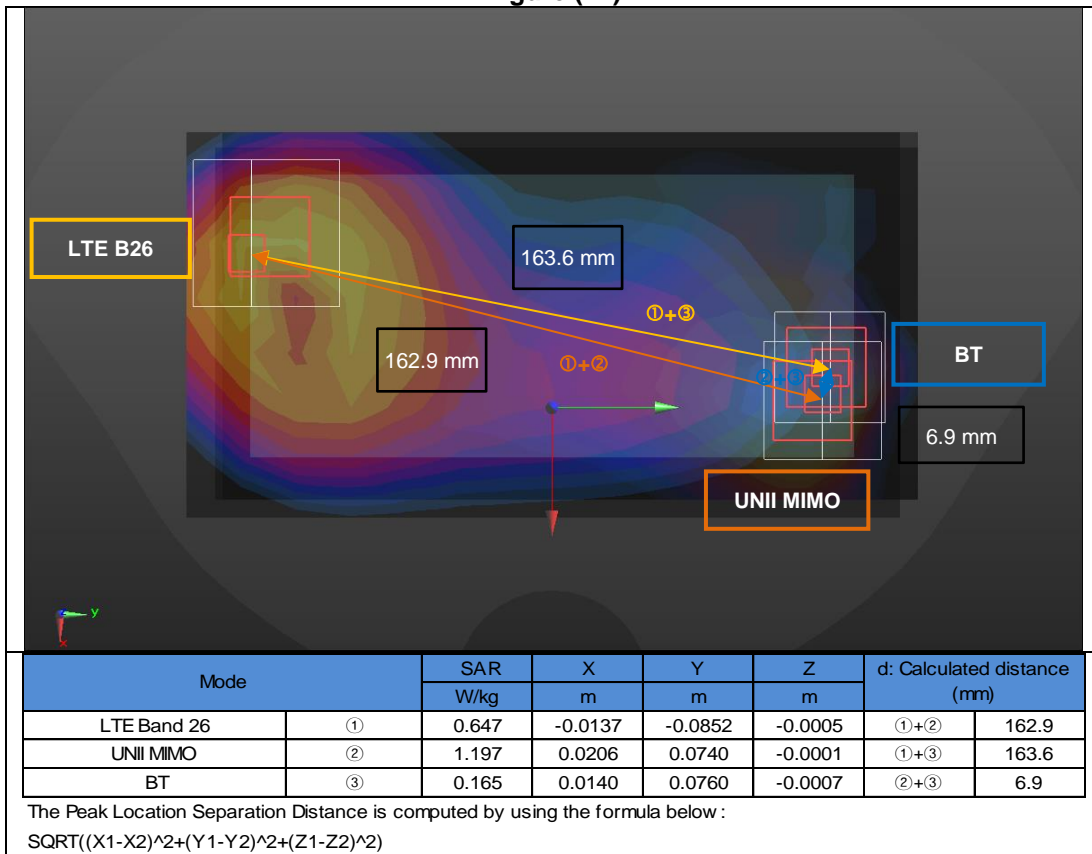 LTE B26
163.6 mm
①+③
162.9 mm
①+②
②+③
BT
6.9 mm
UNII MIMO
y
x
Mode SAR X Y Z d: Calculated distance (mm)
W/kg m m m
LTE Band 26 ① 0.647 -0.0137 -0.0852 -0.0005 ①+② 162.9
UNII MIMO ② 1.197 0.0206 0.0740 -0.0001 ①+③ 163.6
BT ③ 0.165 0.0140 0.0760 -0.0007 ②+③ 6.9
The Peak Location Separation Distance is computed by using the formula below :
SQRT((X1-X2)^2+(Y1-Y2)^2+(Z1-Z2)^2)